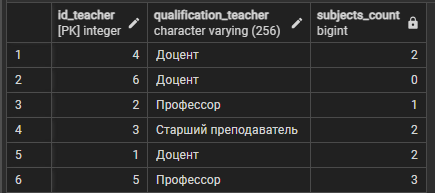 id_teacher qualification_teacher subjects_count
[PK] integer character varying (256) bigint
1 4 Доцент 2
2 6 Доцент 0
3 2 Профессор 1
4 3 Старший преподаватель 2
5 1 Доцент 2
6 5 Профессор 3